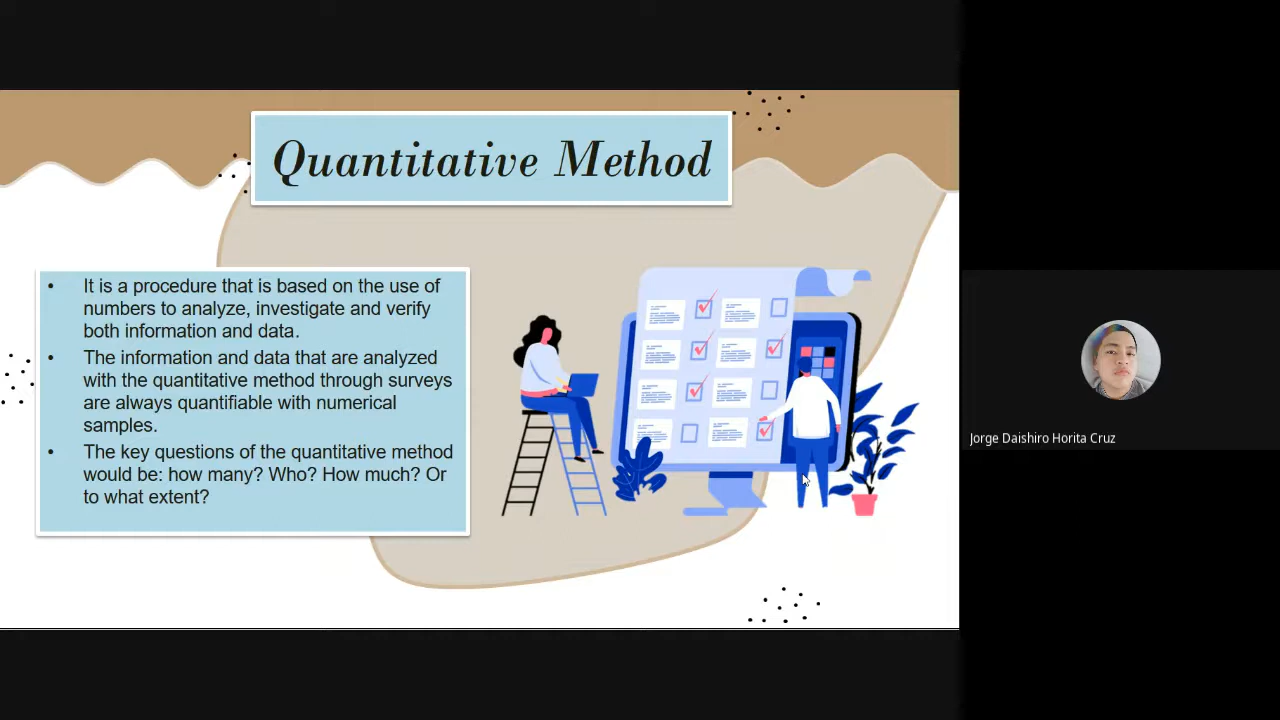 Quantitative Method
• It is a procedure that is based on the use of
numbers to analyze, investigate and verify
both information and data.
• The information and data that are analyzed
with the quantitative method through surveys
are always quantifiable with numerical
samples.
• The key questions of the quantitative method
would be: how many? Who? How much? Or
to what extent?
Jorge Daishiro Horita Cruz